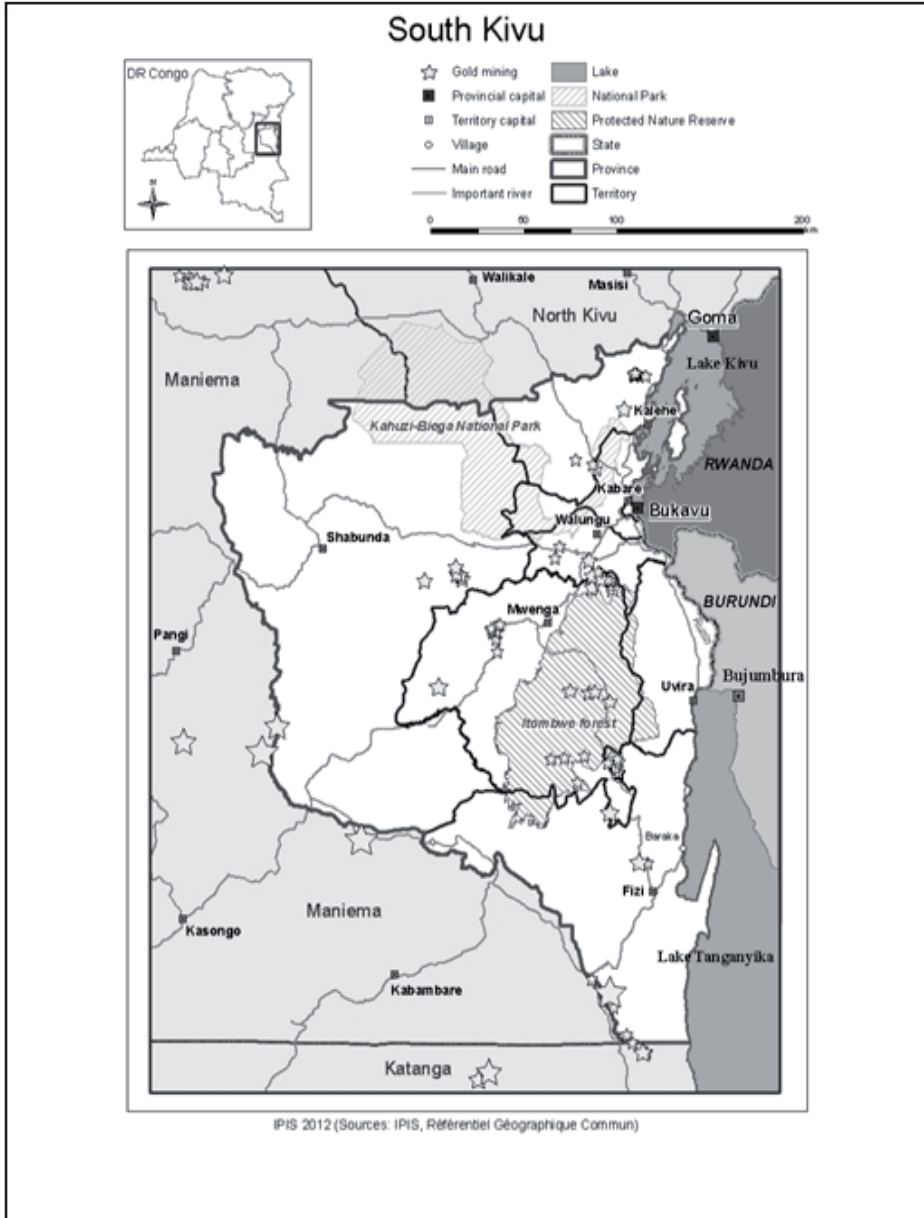 South Kivu
DR Congo
N
Gold mining
Provincial capital
Territory capital
Village
Main road
Important river
Lake
National Park
Protected Nature Reserve
State
Province
Territory
0 50 100 200
Walikale
Masisi
North Kivu
Goma
Lake Kivu
Maniema
Kalehe
Kahuzi-Bioga National Park
RWANDA
Kabare
Bukavu
Walungu
Shabunda
BURUNDI
Mwenga
Pangi
Bujumbura
Uvira
Itombwe forest
Baraka
Fizi
Maniema
Kasongo
Lake Tanganyika
Kabambare
Katanga
IPIS 2012 (Sources: IPIS, Référentiel Géographique Commun)